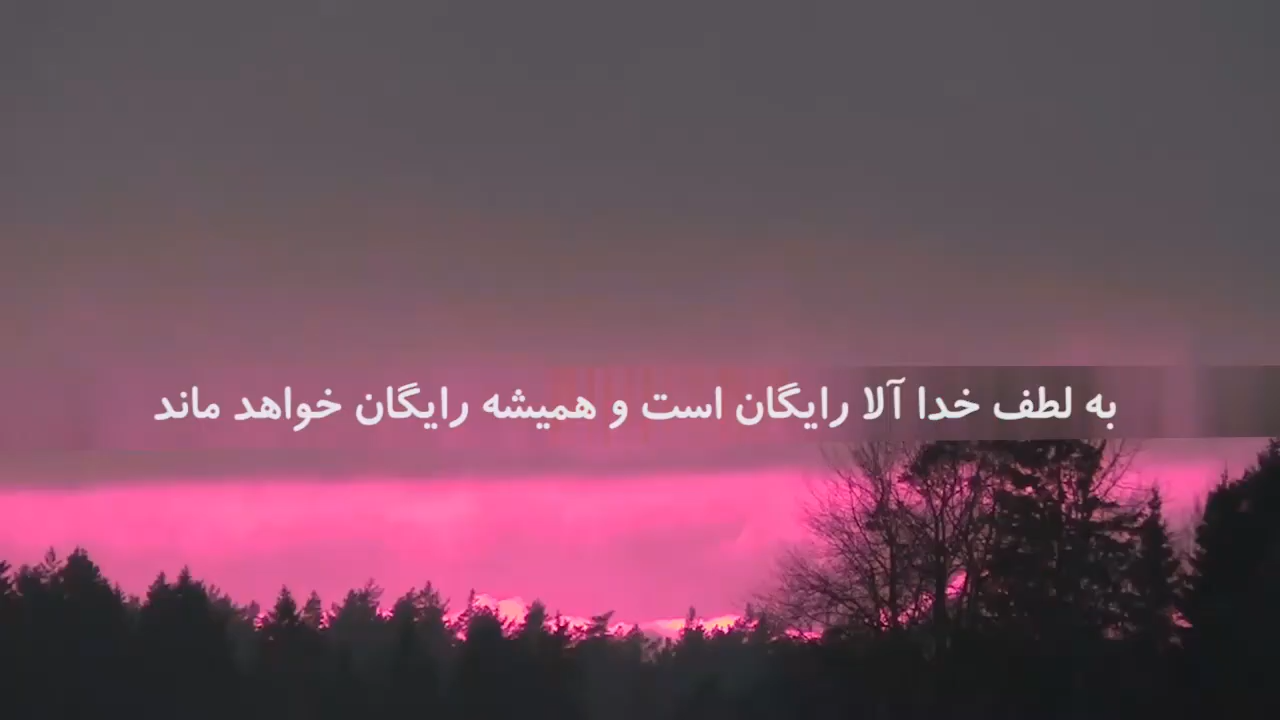 به لطف خدا آلا رایگان است و همیشه رایگان خواهد ماند